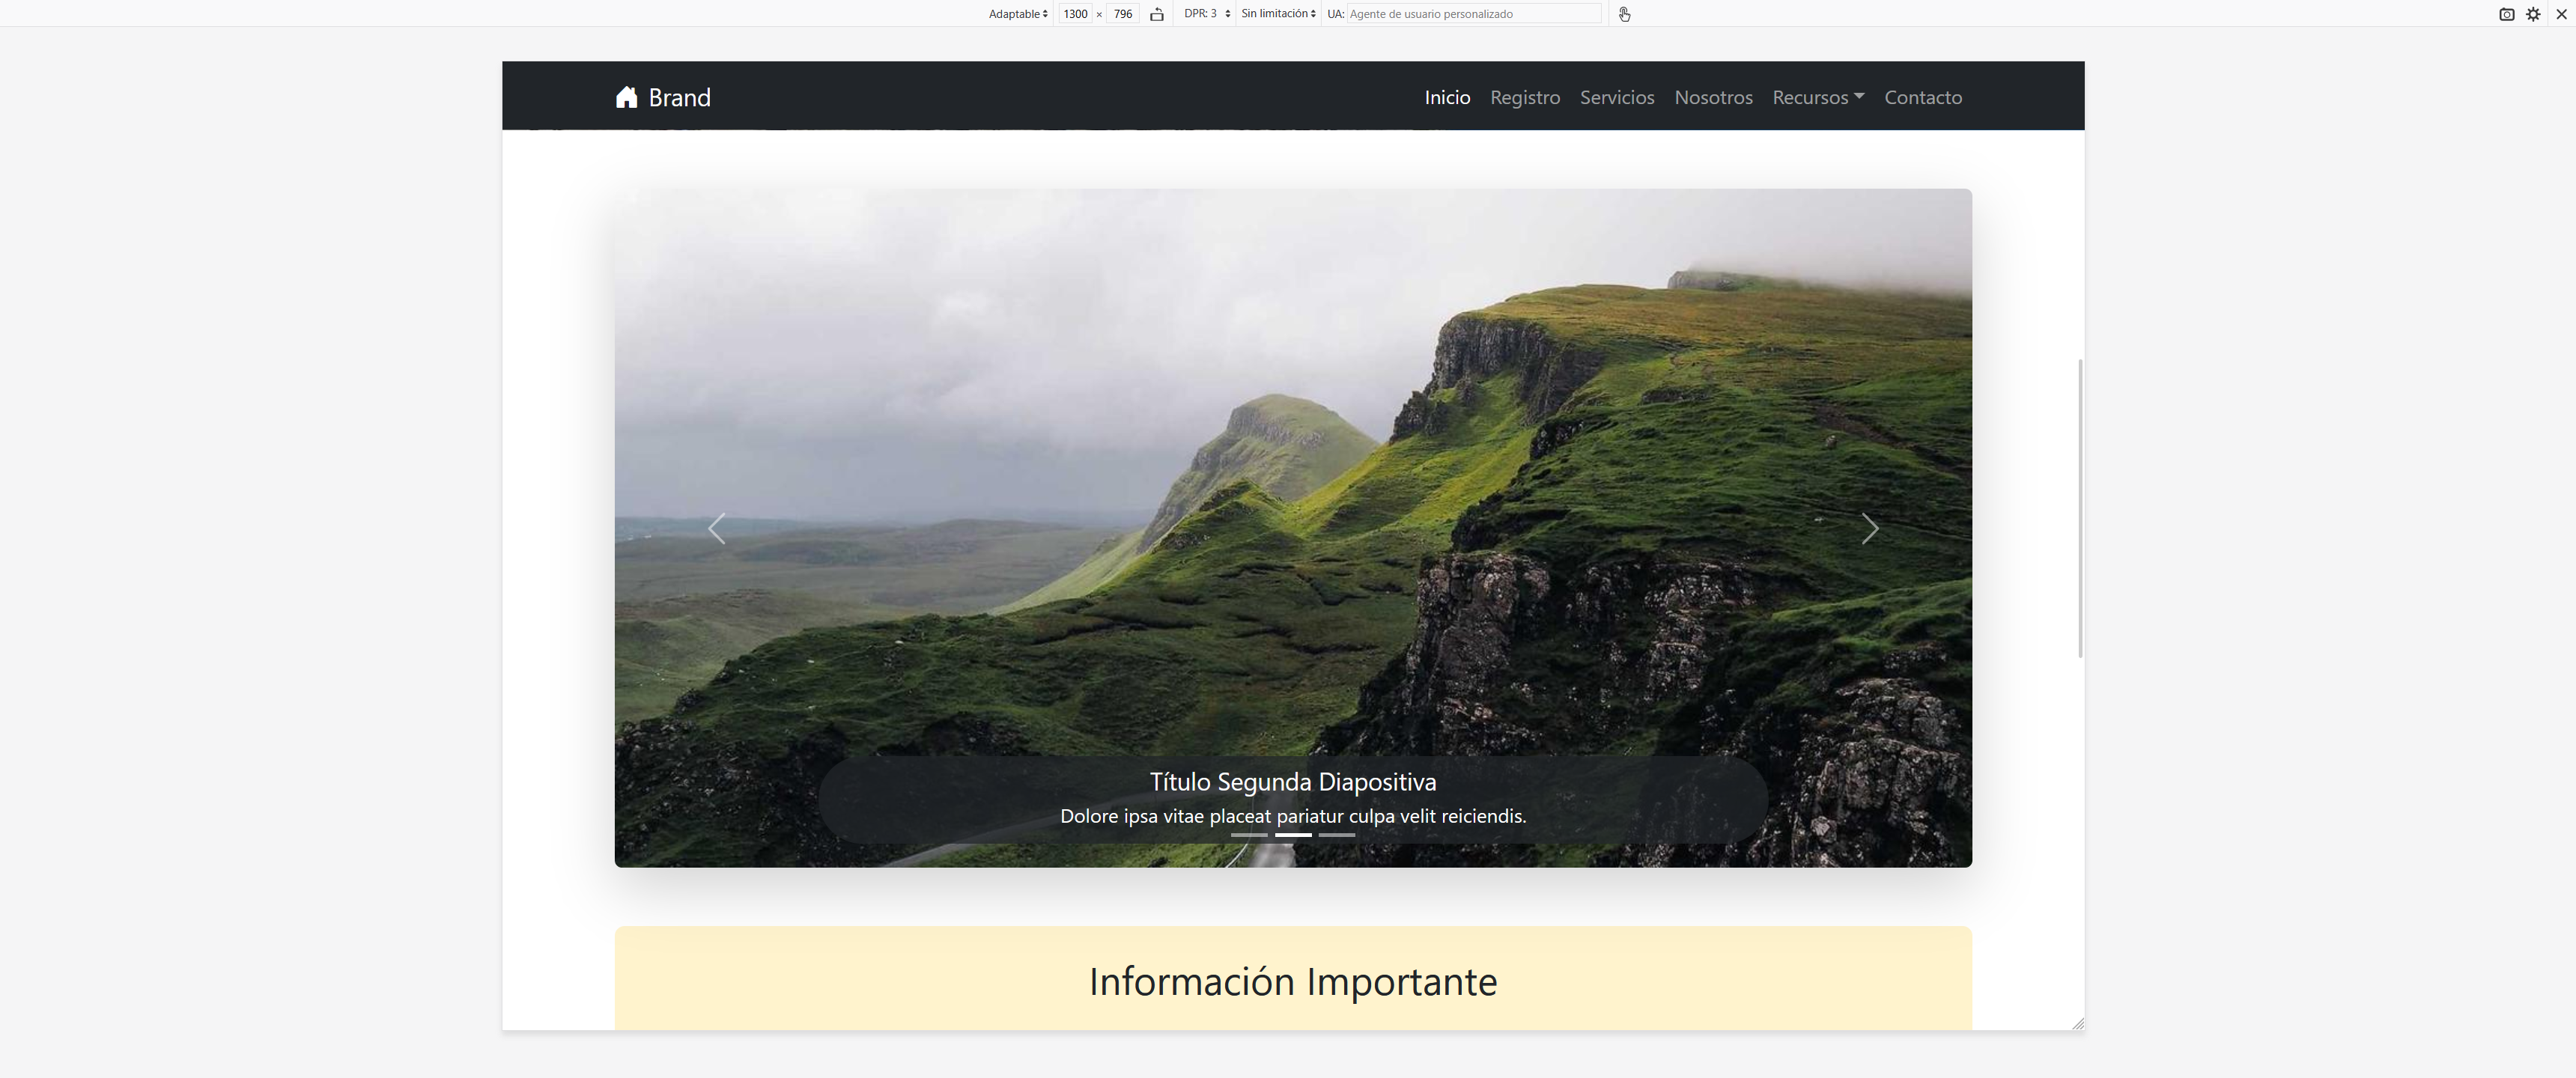 Adaptable 1300 × 796 DPR: 3 Sin limitación UA: Agente de usuario personalizado
Brand Inicio Registro Servicios Nosotros Recursos Contacto
Título Segunda Diapositiva
Dolore ipsa vitae placeat pariatur culpa velit reiciendis.
Información Importante